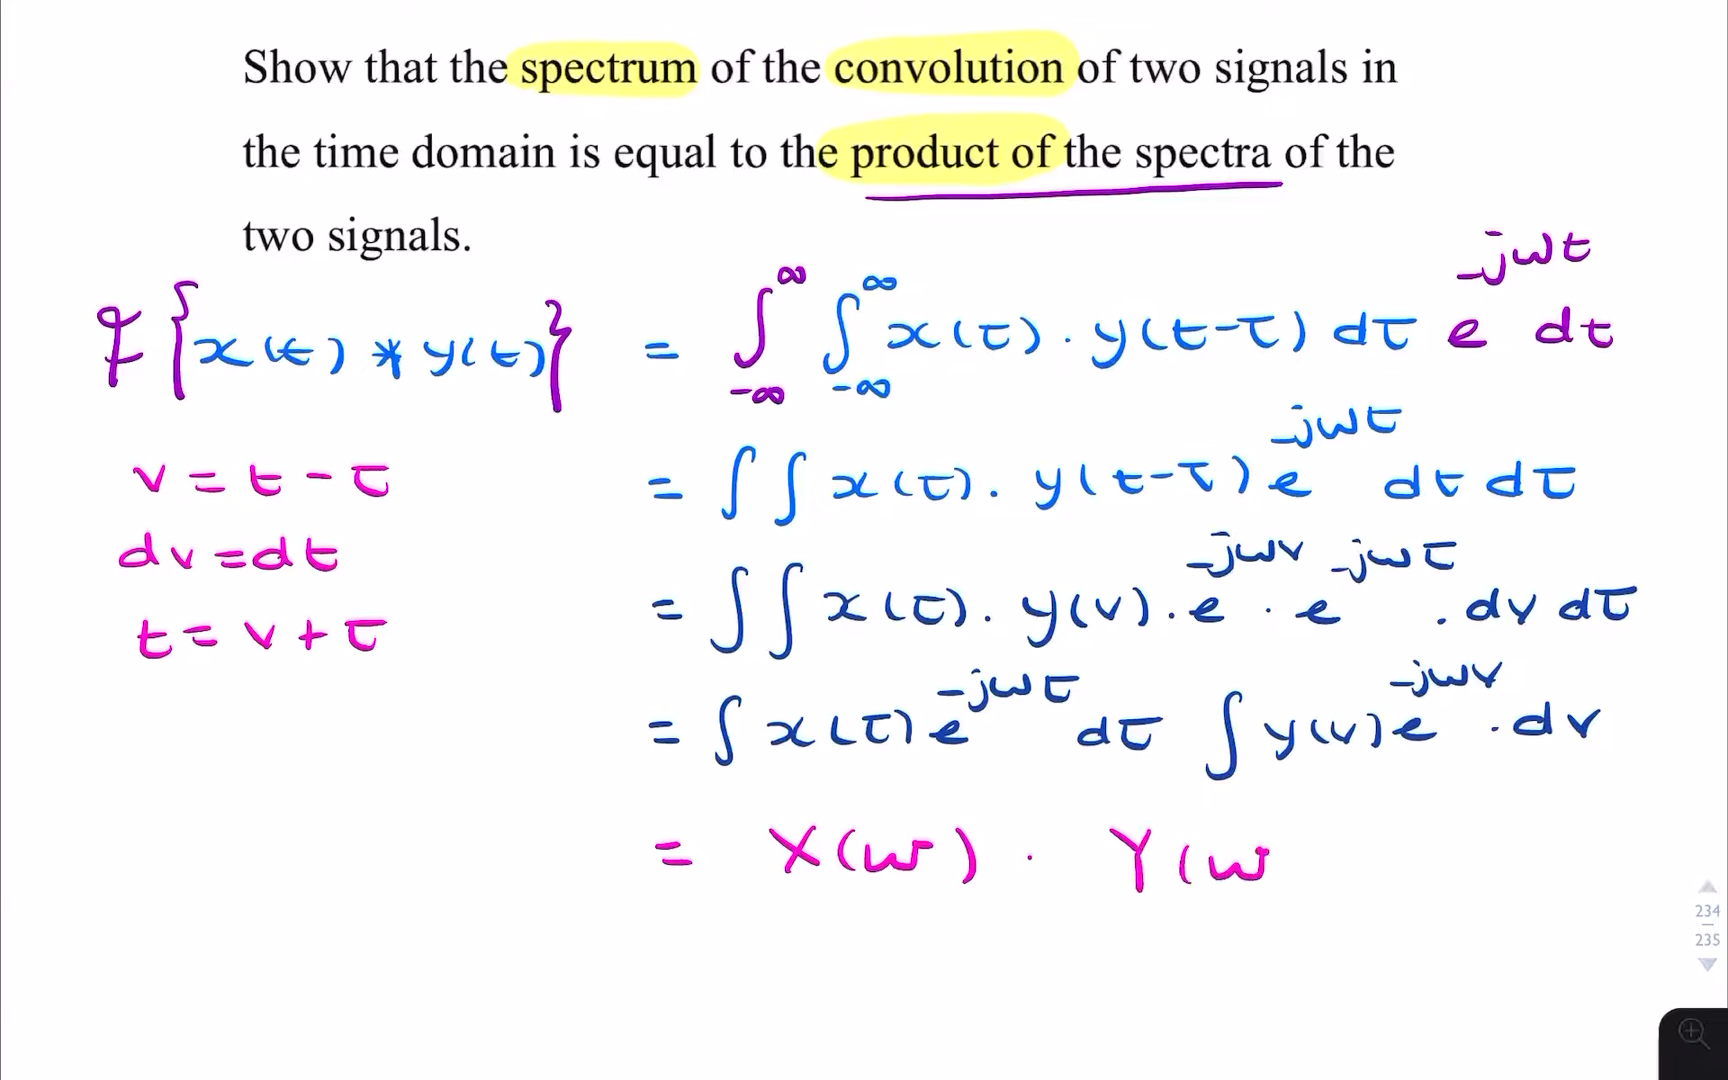 Show that the spectrum of the convolution of two signals in
the time domain is equal to the product of the spectra of the
two signals.
ℱ{x(t) * y(t)} = ∫_{-∞}^{∞} ∫_{-∞}^{∞} x(τ) · y(t-τ) dτ e^{-jωt} dt
v = t - τ
= ∫ ∫ x(τ) · y(t-τ) e^{-jωt} dt dτ
dv = dt
= ∫ ∫ x(τ) · y(v) · e^{-jωv} · e^{-jωτ} · dv dτ
t = v + τ
= ∫ x(τ) e^{-jωτ} dτ ∫ y(v) e^{-jωv} · dv
= X(ω) · Y(ω
234
235